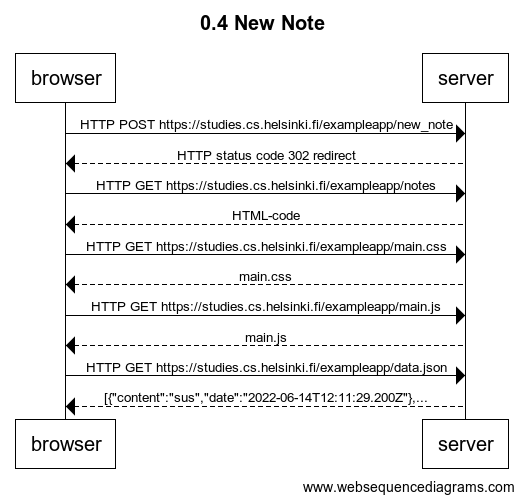 0.4 New Note
browser server
HTTP POST https://studies.cs.helsinki.fi/exampleapp/new_note
HTTP status code 302 redirect
HTTP GET https://studies.cs.helsinki.fi/exampleapp/notes
HTML-code
HTTP GET https://studies.cs.helsinki.fi/exampleapp/main.css
main.css
HTTP GET https://studies.cs.helsinki.fi/exampleapp/main.js
main.js
HTTP GET https://studies.cs.helsinki.fi/exampleapp/data.json
[{"content":"sus","date":"2022-06-14T12:11:29.200Z"},...
browser server
www.websequencediagrams.com